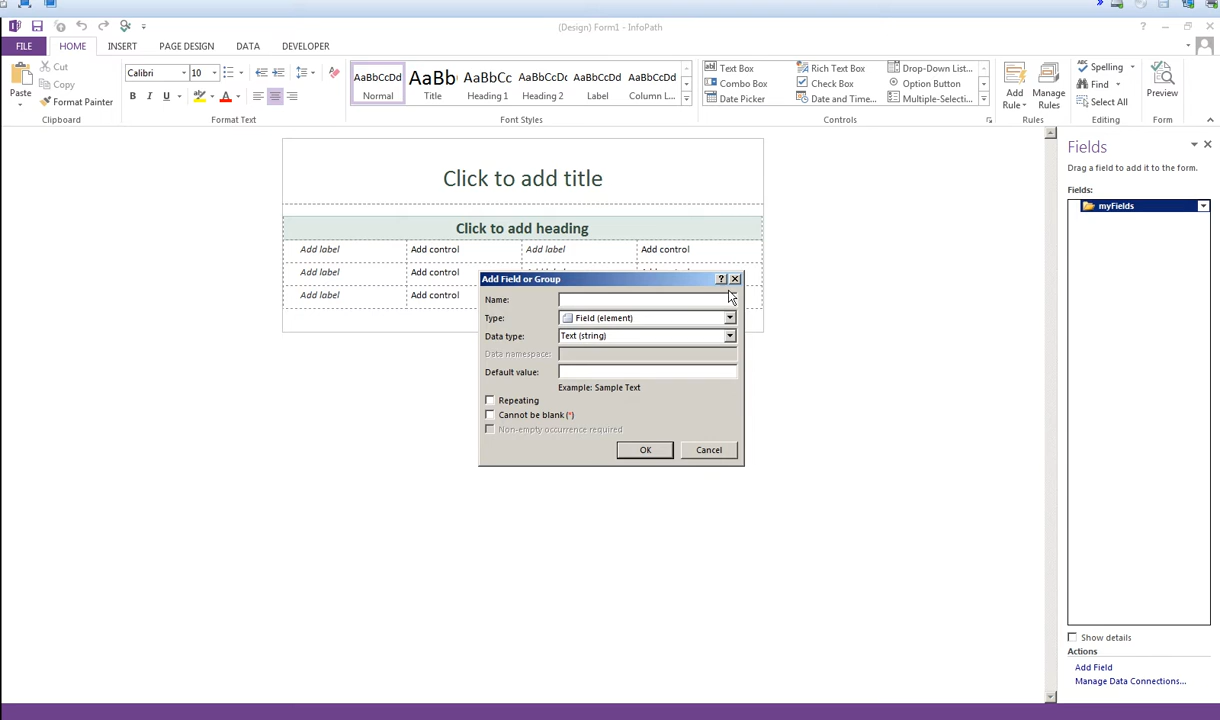 (Design) Form1 - InfoPath
FILE HOME INSERT PAGE DESIGN DATA DEVELOPER
Paste
Cut
Copy
Format Painter
Clipboard
Calibri 10
B I U
Format Text
AaBbCcDd Normal
AaBb Title
AaBbCc Heading 1
AaBbCcDc Heading 2
AaBbCcDd Label
AaBbCcDd Column L...
Font Styles
Text Box Rich Text Box Drop-Down List...
Combo Box Check Box Option Button
Date Picker Date and Time... Multiple-Selecti...
Controls
Add Rule
Manage Rules
Rules
Spelling
Find
Select All
Editing
Preview
Form
Click to add title
Click to add heading
Add label Add control Add label Add control
Add label Add control
Add label Add control
Add Field or Group
Name:
Type: Field (element)
Data type: Text (string)
Data namespace:
Default value:
Example: Sample Text
Repeating
Cannot be blank (*)
Non-empty occurrence required
OK Cancel
Fields
Drag a field to add it to the form.
Fields:
myFields
Show details
Actions
Add Field
Manage Data Connections...